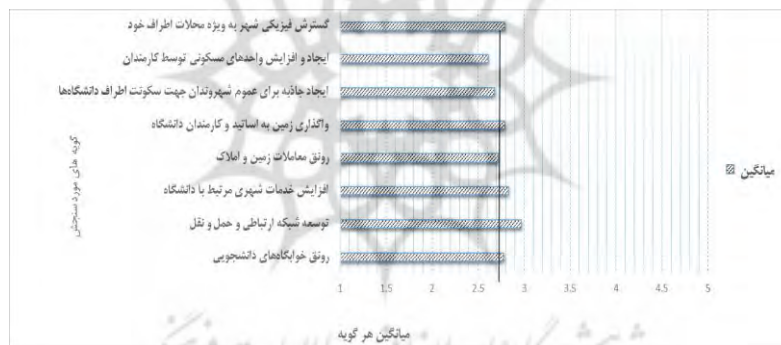 گسترش فیزیکی شهر به ویژه محلات اطراف خود
ایجاد و افزایش واحدهای مسکونی توسط کارمندان
ایجاد جاذبه برای عموم شهروندان جهت سکونت اطراف دانشگاه‌ها
واگذاری زمین به اساتید و کارمندان دانشگاه
رونق معاملات زمین و املاک
افزایش خدمات شهری مرتبط با دانشگاه
توسعه شبکه ارتباطی و حمل و نقل
رونق خوابگاه‌های دانشجویی
گویه های مورد سنجش
میانگین
1 1.5 2 2.5 3 3.5 4 4.5 5
میانگین هر گویه